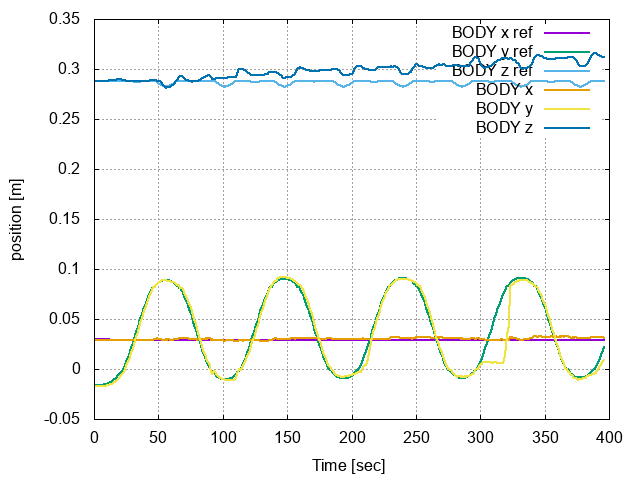 0.35
0.3
0.25
0.2
0.15
0.1
0.05
0
-0.05
0
50
100
150
200
250
300
350
400
position [m]
Time [sec]
BODY x ref
BODY y ref
BODY z ref
BODY x
BODY y
BODY z